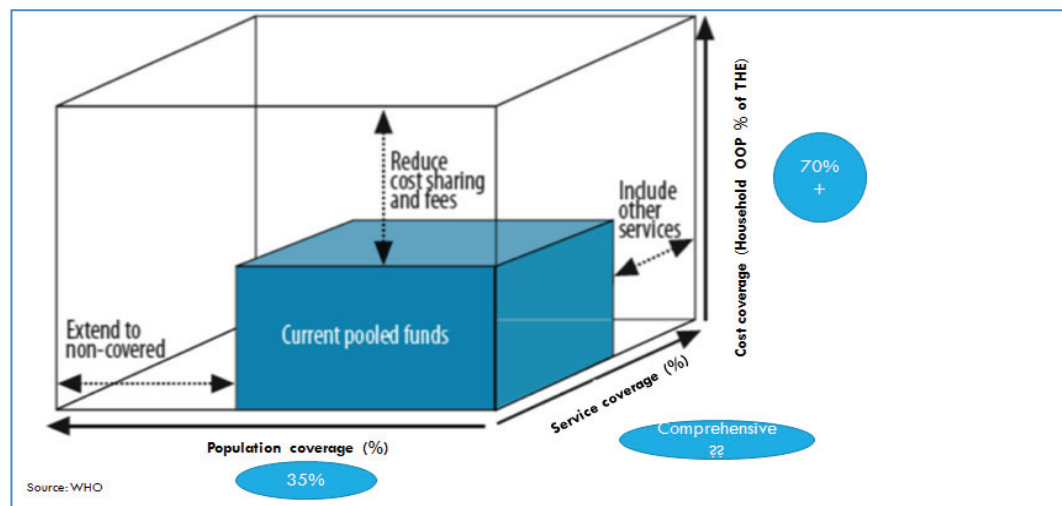 Reduce
cost sharing
and fees
Include
other
services
Cost coverage (Household OOP % of THE)
70%
+
Extend to
non-covered
Current pooled funds
Service coverage (%)
Population coverage (%)
Comprehensive
??
35%
Source: WHO